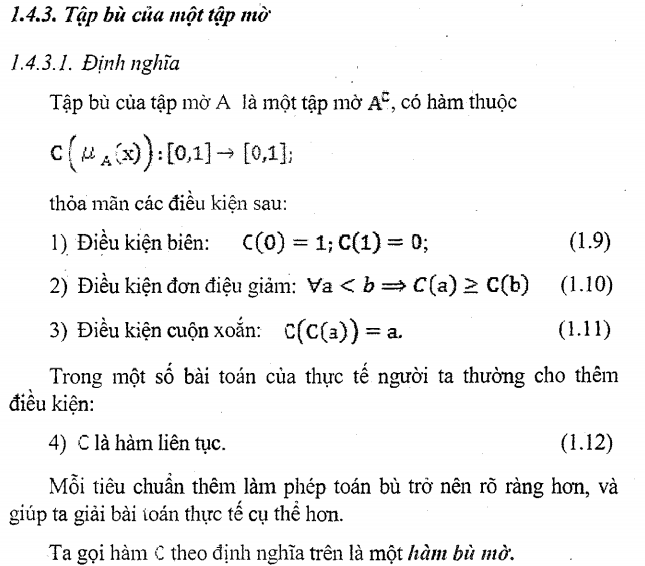 1.4.3. Tập bù của một tập mờ
1.4.3.1. Định nghĩa
Tập bù của tập mờ A là một tập mờ Aᶜ, có hàm thuộc
C(μ_A(x)):[0,1]→ [0,1];
thỏa mãn các điều kiện sau:
1) Điều kiện biên: C(0) = 1; C(1) = 0; (1.9)
2) Điều kiện đơn điệu giảm: ∀a < b ⟹ C(a) ≥ C(b) (1.10)
3) Điều kiện cuộn xoắn: C(C(a)) = a. (1.11)
Trong một số bài toán của thực tế người ta thường cho thêm
điều kiện:
4) C là hàm liên tục. (1.12)
Mỗi tiêu chuẩn thêm làm phép toán bù trở nên rõ ràng hơn, và
giúp ta giải bài toán thực tế cụ thể hơn.
Ta gọi hàm C theo định nghĩa trên là một hàm bù mờ.